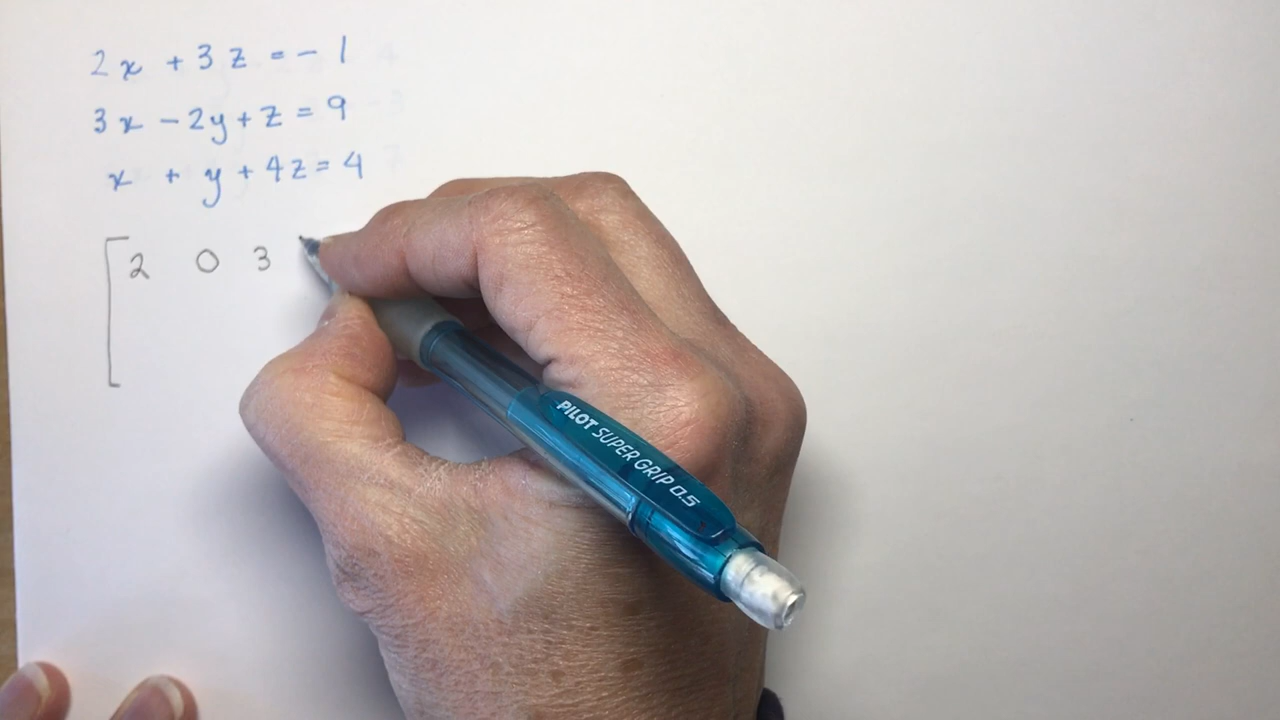 2x + 3z = - 1
3x - 2y + z = 9
x + y + 4z = 4
2 0 3
PILOT SUPER GRIP 0.5